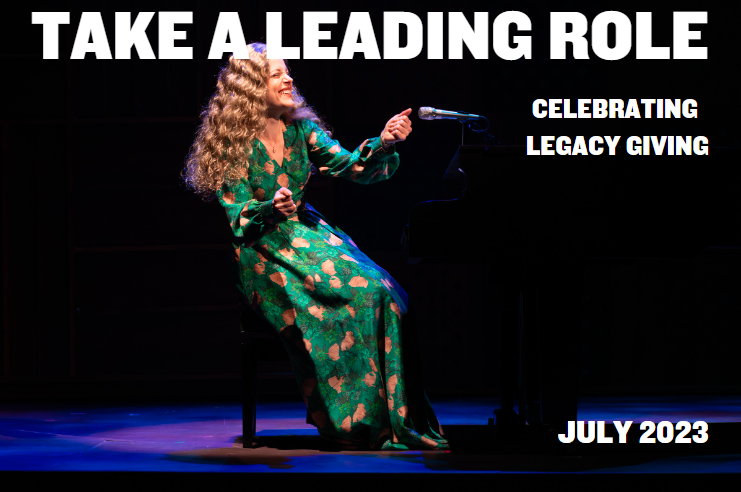 TAKE A LEADING ROLE
CELEBRATING
LEGACY GIVING
JULY 2023